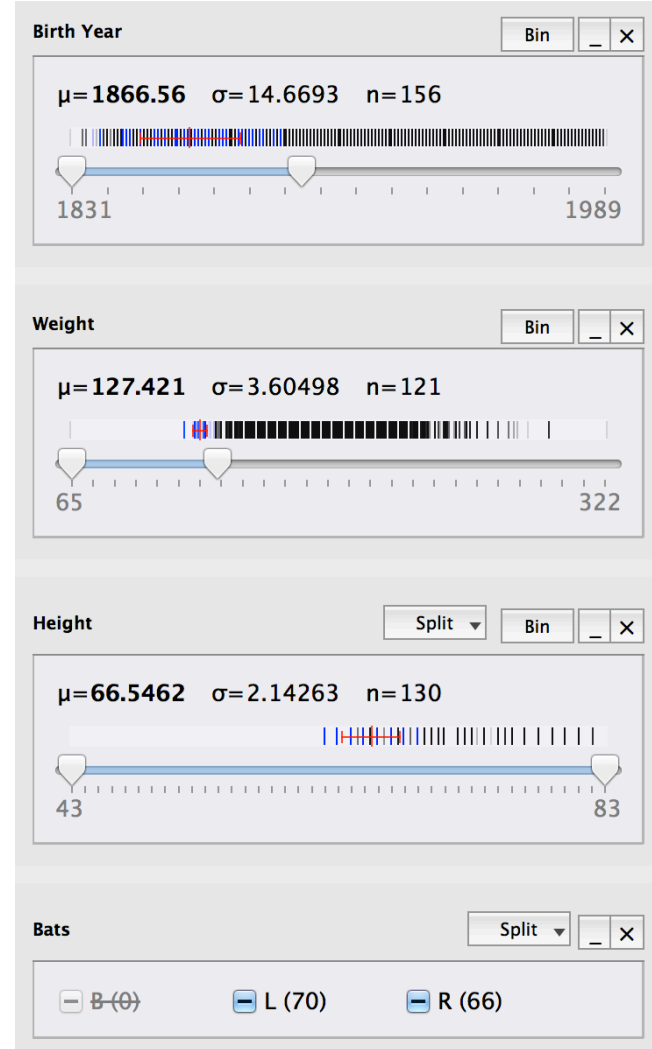 Birth Year Bin _ ×
μ=1866.56 σ=14.6693 n=156
1831 1989
Weight Bin _ ×
μ=127.421 σ=3.60498 n=121
65 322
Height Split ▾ Bin _ ×
μ=66.5462 σ=2.14263 n=130
43 83
Bats Split ▾ _ ×
B (0) L (70) R (66)